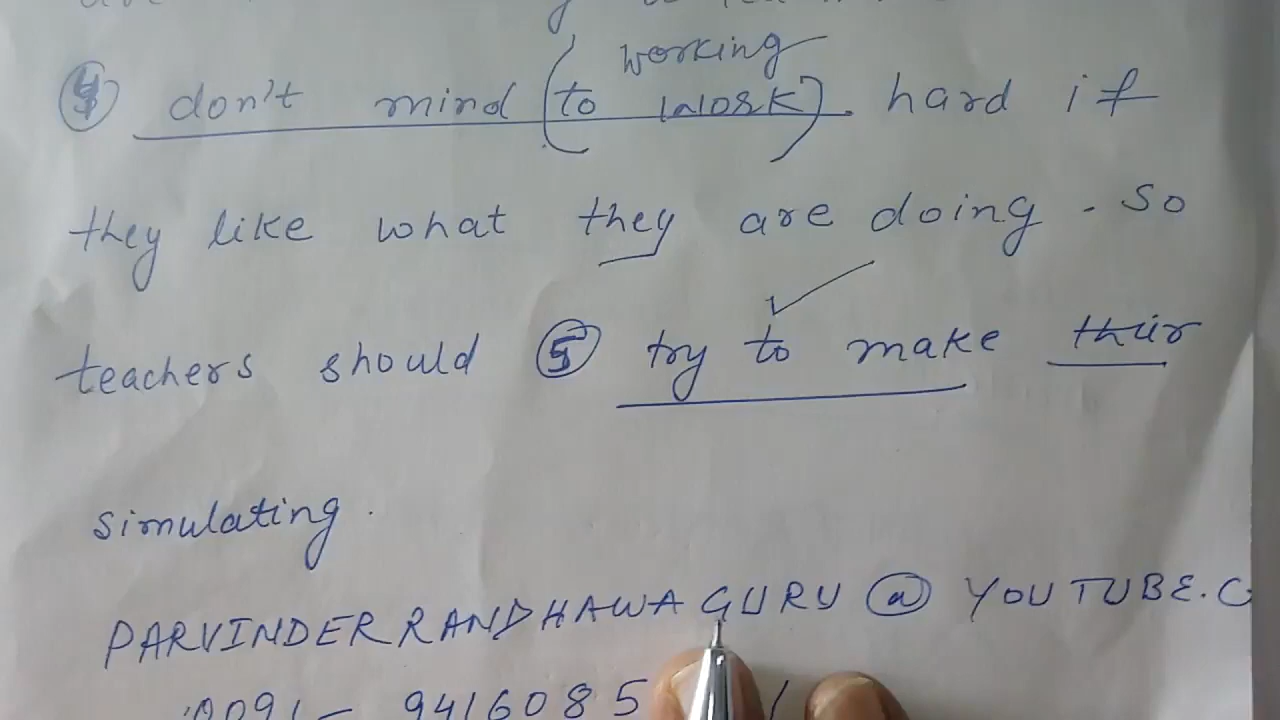 working
④ don't mind (to work). hard if
they like what they are doing. So
teachers should ⑤ try to make their
simulating.
PARVINDER RANDHAWA GURU @ YOUTUBE.C
0091 - 9416085